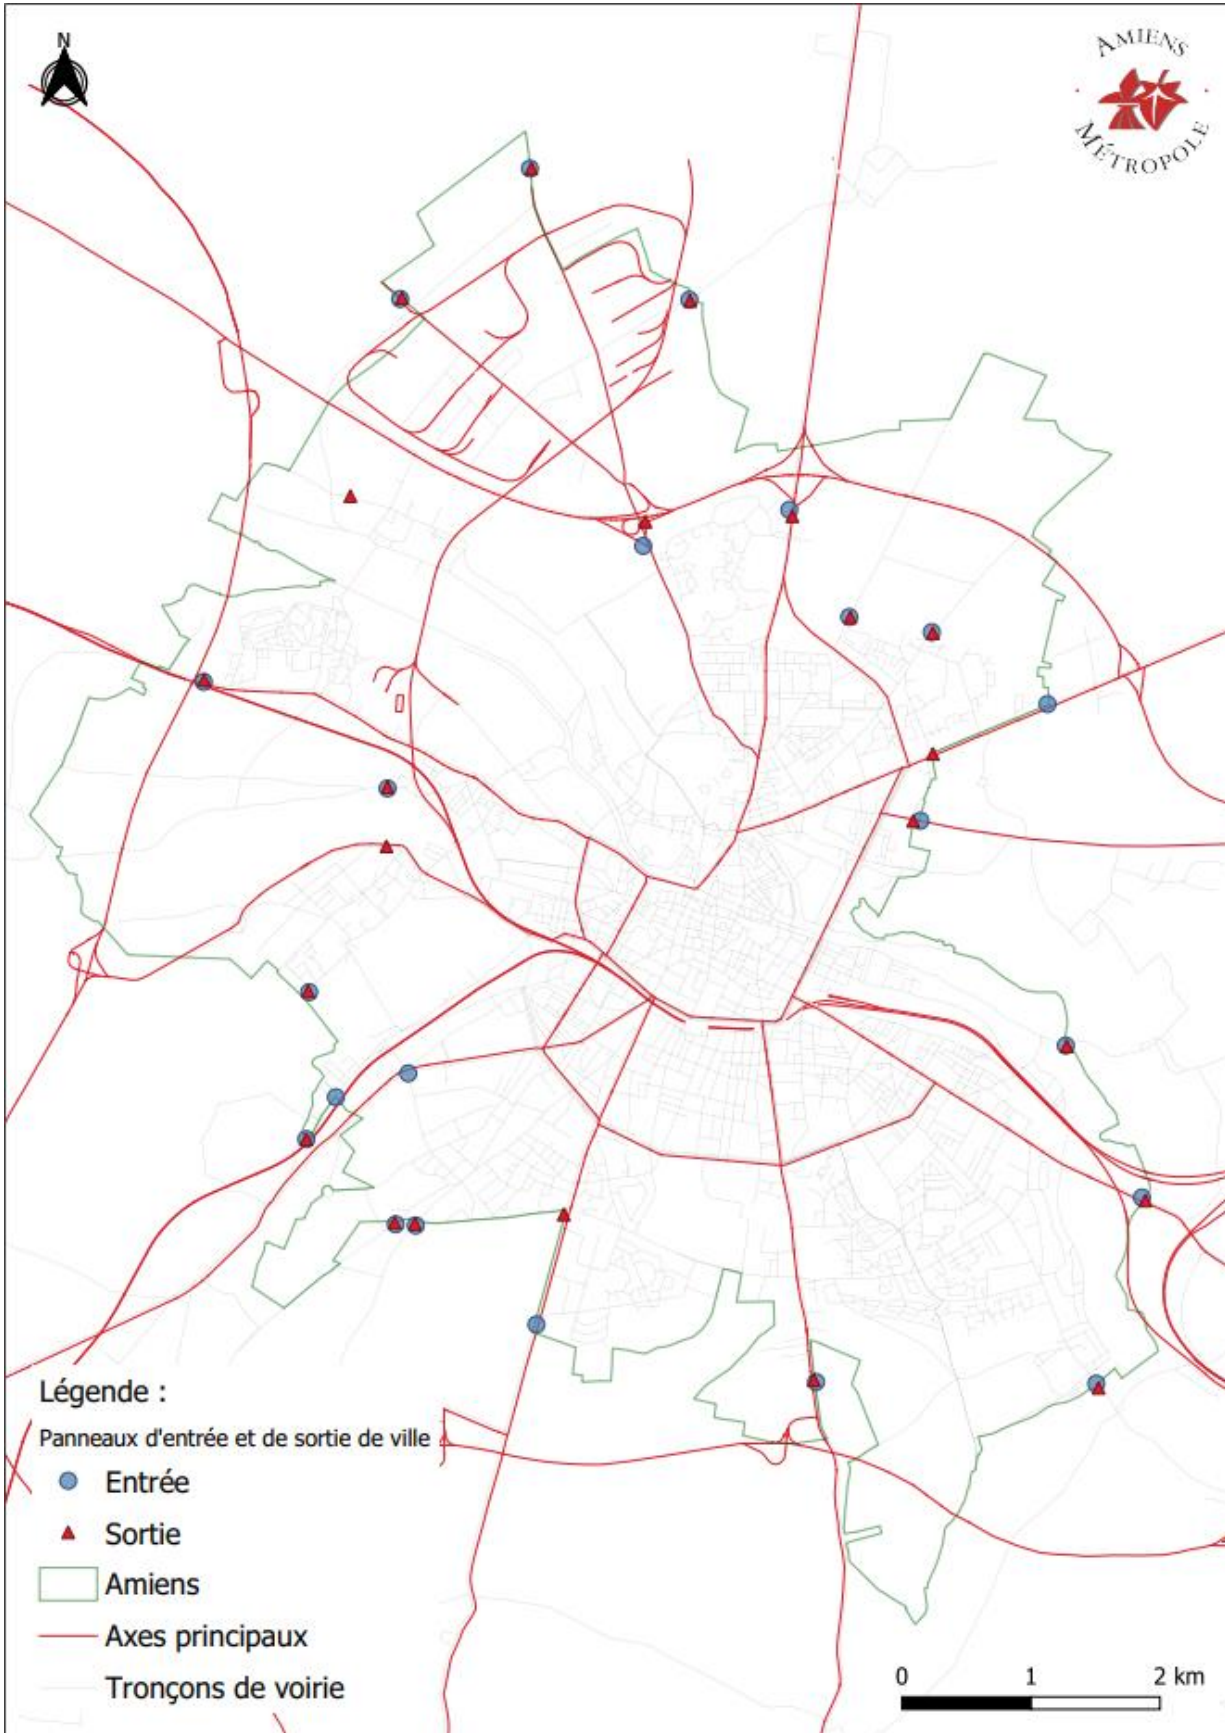 N
AMIENS
MÉTROPOLE
Légende :
Panneaux d'entrée et de sortie de ville
Entrée
Sortie
Amiens
Axes principaux
Tronçons de voirie
0 1 2 km